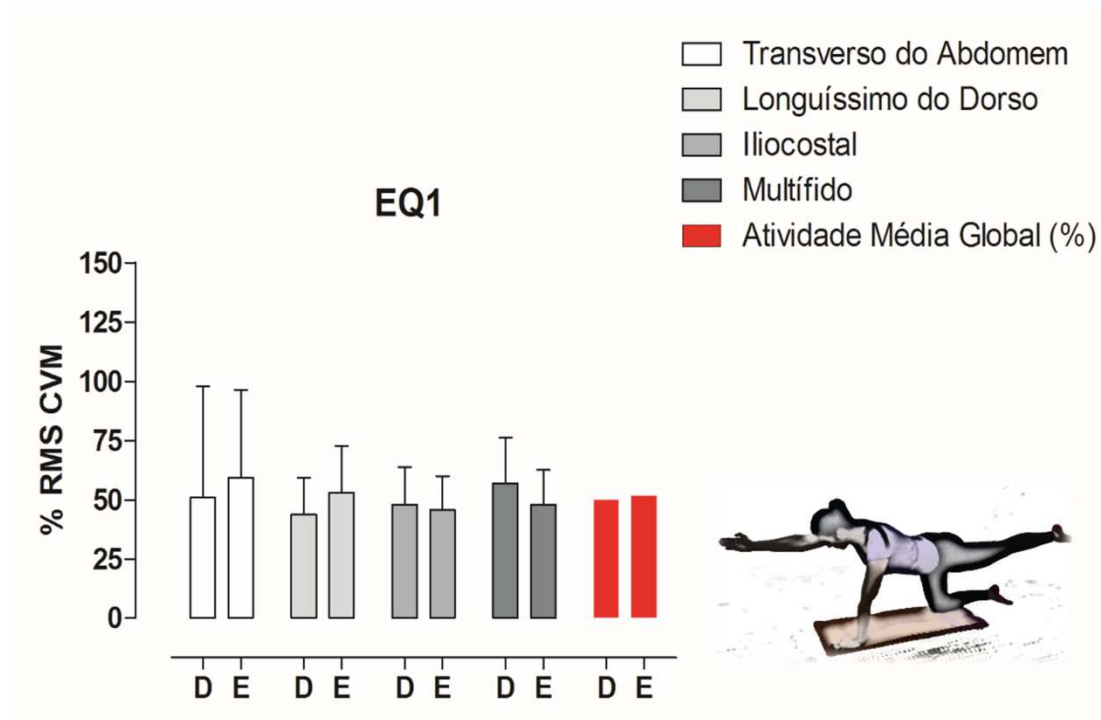 Transverso do Abdomem
Longuíssimo do Dorso
Iliocostal
Multífido
Atividade Média Global (%)
EQ1
% RMS CVM
150
125
100
75
50
25
0
D E D E D E D E D E